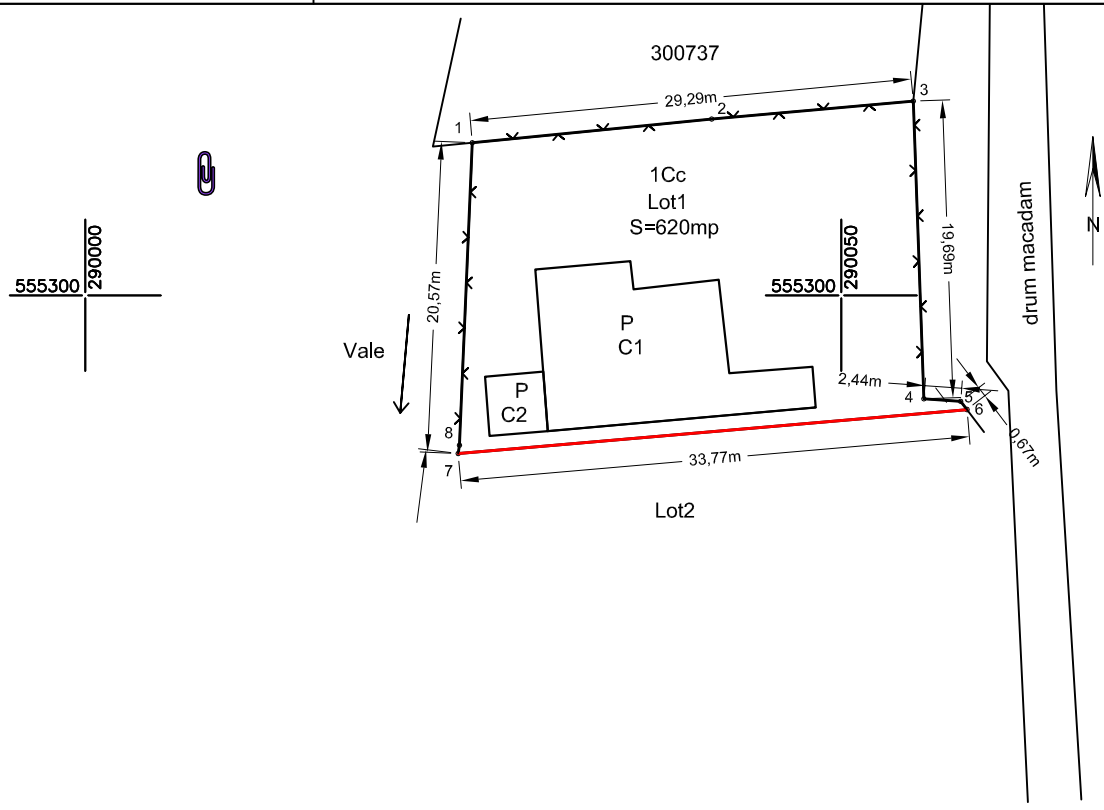 300737
29,29m
1
2
3
1Cc
Lot1
S=620mp
19,69m
20,57m
555300
290000
555300
290050
drum macadam
N
Vale
P
C1
P
C2
2,44m
4
5
6
0,67m
8
7
33,77m
Lot2